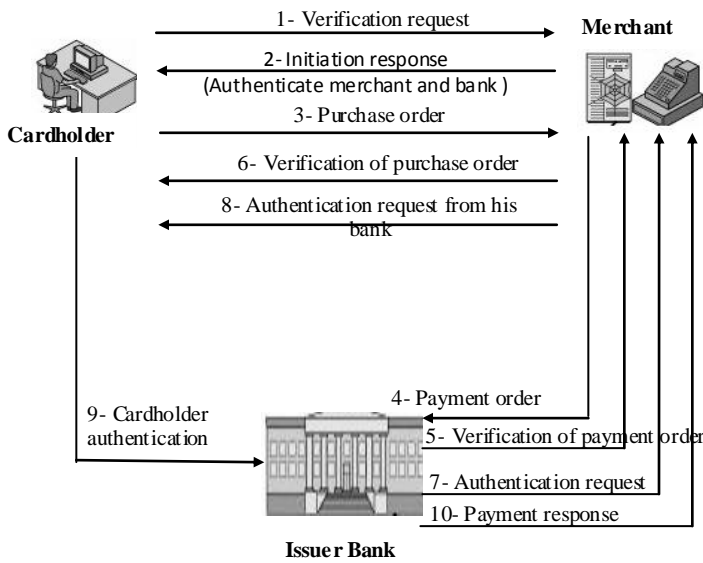 1- Verification request
Merchant
2- Initiation response
(Authenticate merchant and bank )
3- Purchase order
Cardholder
6- Verification of purchase order
8- Authentication request from his
bank
4- Payment order
9- Cardholder
authentication
5- Verification of payment order
7- Authentication request
10- Payment response
Issuer Bank